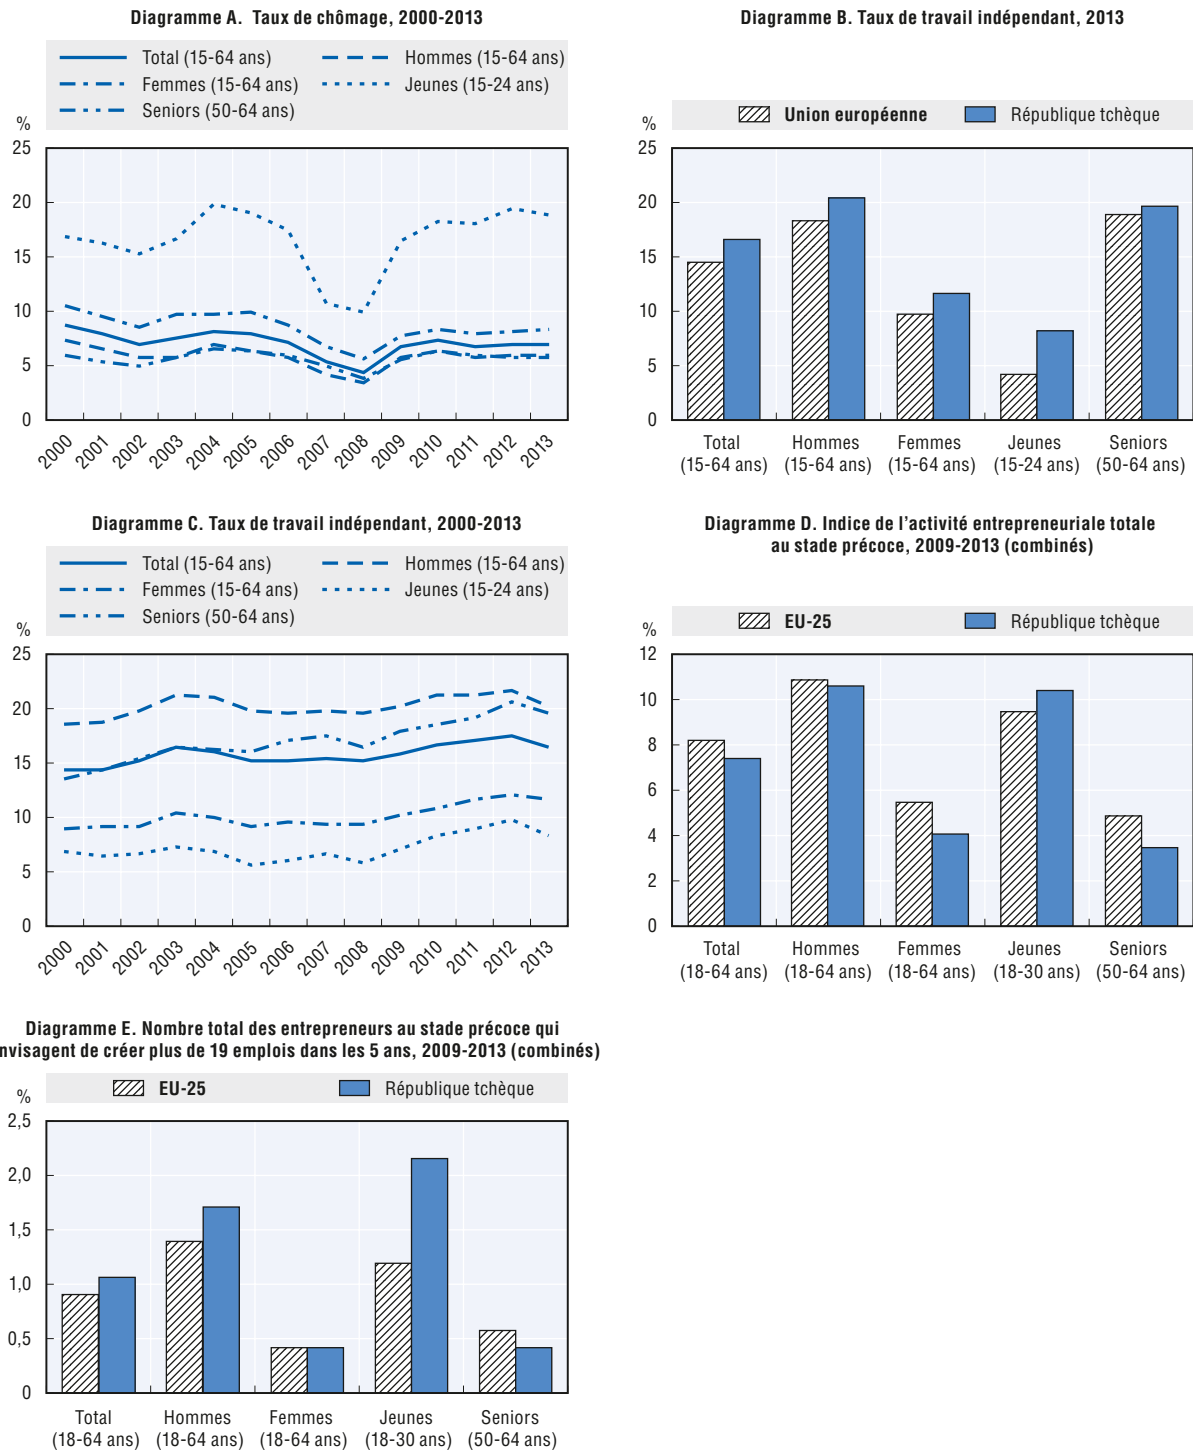 Diagramme A. Taux de chômage, 2000-2013
Total (15-64 ans)
Hommes (15-64 ans)
Femmes (15-64 ans)
Jeunes (15-24 ans)
Seniors (50-64 ans)
%
25
20
15
10
5
0
2000 2001 2002 2003 2004 2005 2006 2007 2008 2009 2010 2011 2012 2013
Diagramme B. Taux de travail indépendant, 2013
Union européenne
République tchèque
%
25
20
15
10
5
0
Total Hommes Femmes Jeunes Seniors
(15-64 ans) (15-64 ans) (15-64 ans) (15-24 ans) (50-64 ans)
Diagramme C. Taux de travail indépendant, 2000-2013
Total (15-64 ans)
Hommes (15-64 ans)
Femmes (15-64 ans)
Jeunes (15-24 ans)
Seniors (50-64 ans)
%
25
20
15
10
5
0
2000 2001 2002 2003 2004 2005 2006 2007 2008 2009 2010 2011 2012 2013
Diagramme D. Indice de l'activité entrepreneuriale totale
au stade précoce, 2009-2013 (combinés)
EU-25
République tchèque
%
12
10
8
6
4
2
0
Total Hommes Femmes Jeunes Seniors
(18-64 ans) (18-64 ans) (18-64 ans) (18-30 ans) (50-64 ans)
Diagramme E. Nombre total des entrepreneurs au stade précoce qui
nvisagent de créer plus de 19 emplois dans les 5 ans, 2009-2013 (combinés)
EU-25
République tchèque
%
2,5
2,0
1,5
1,0
0,5
0
Total Hommes Femmes Jeunes Seniors
(18-64 ans) (18-64 ans) (18-64 ans) (18-30 ans) (50-64 ans)